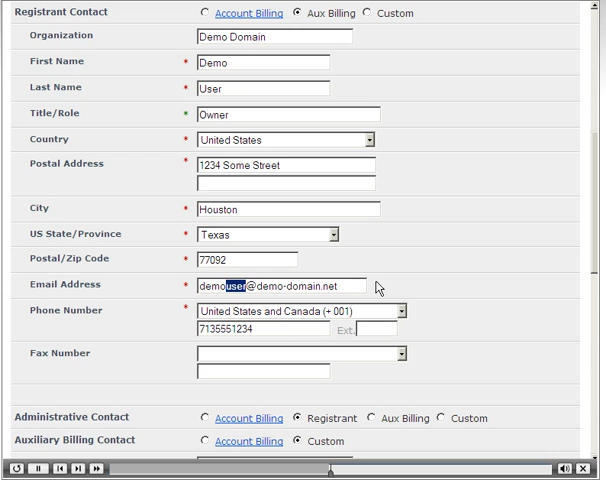 Registrant Contact Account Billing Aux Billing Custom
Organization Demo Domain
First Name * Demo
Last Name * User
Title/Role * Owner
Country * United States
Postal Address * 1234 Some Street
City * Houston
US State/Province * Texas
Postal/Zip Code * 77092
Email Address * demouser@demo-domain.net
Phone Number * United States and Canada (+ 001)
7135551234 Ext.
Fax Number
Administrative Contact Account Billing Registrant Aux Billing Custom
Auxiliary Billing Contact Account Billing Custom